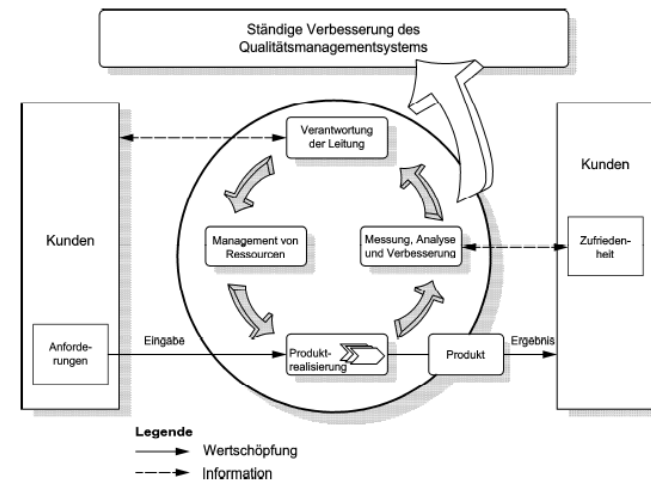 Ständige Verbesserung des
Qualitätsmanagementsystems
Verantwortung
der Leitung
Kunden
Kunden
Management von
Ressourcen
Messung, Analyse
und Verbesserung
Zufrieden-
heit
Anforde-
rungen
Eingabe
Produkt-
realisierung
Produkt
Ergebnis
Legende
Wertschöpfung
Information